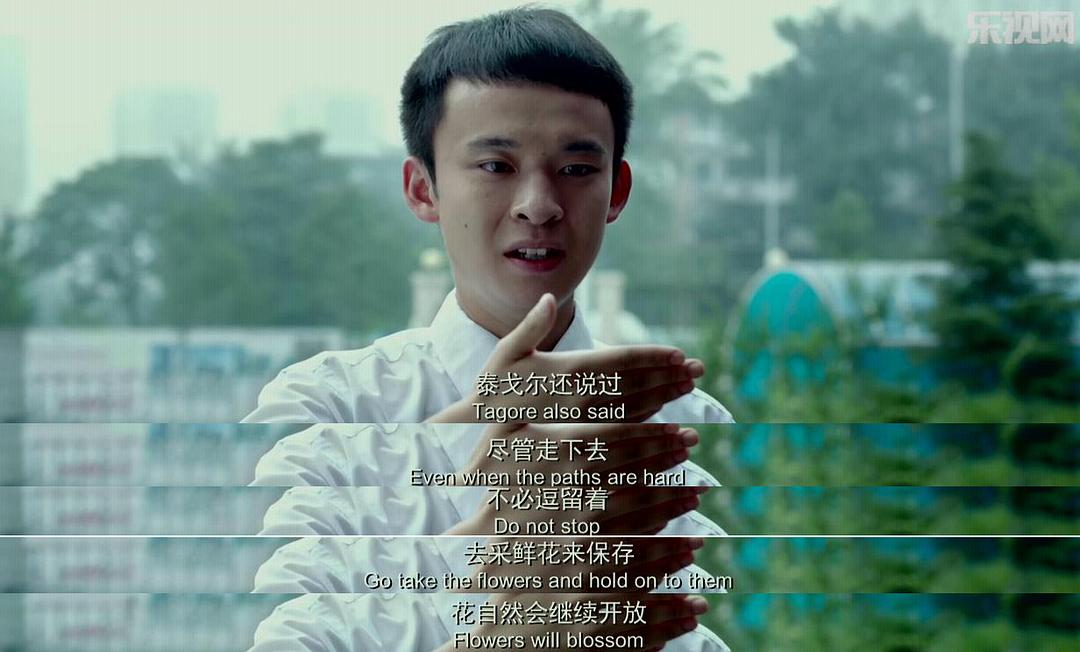 乐视网
泰戈尔还说过
Tagore also said
尽管走下去
Even when the paths are hard
不必逗留着
Do not stop
去采鲜花来保存
Go take the flowers and hold on to them
花自然会继续开放
Flowers will blossom